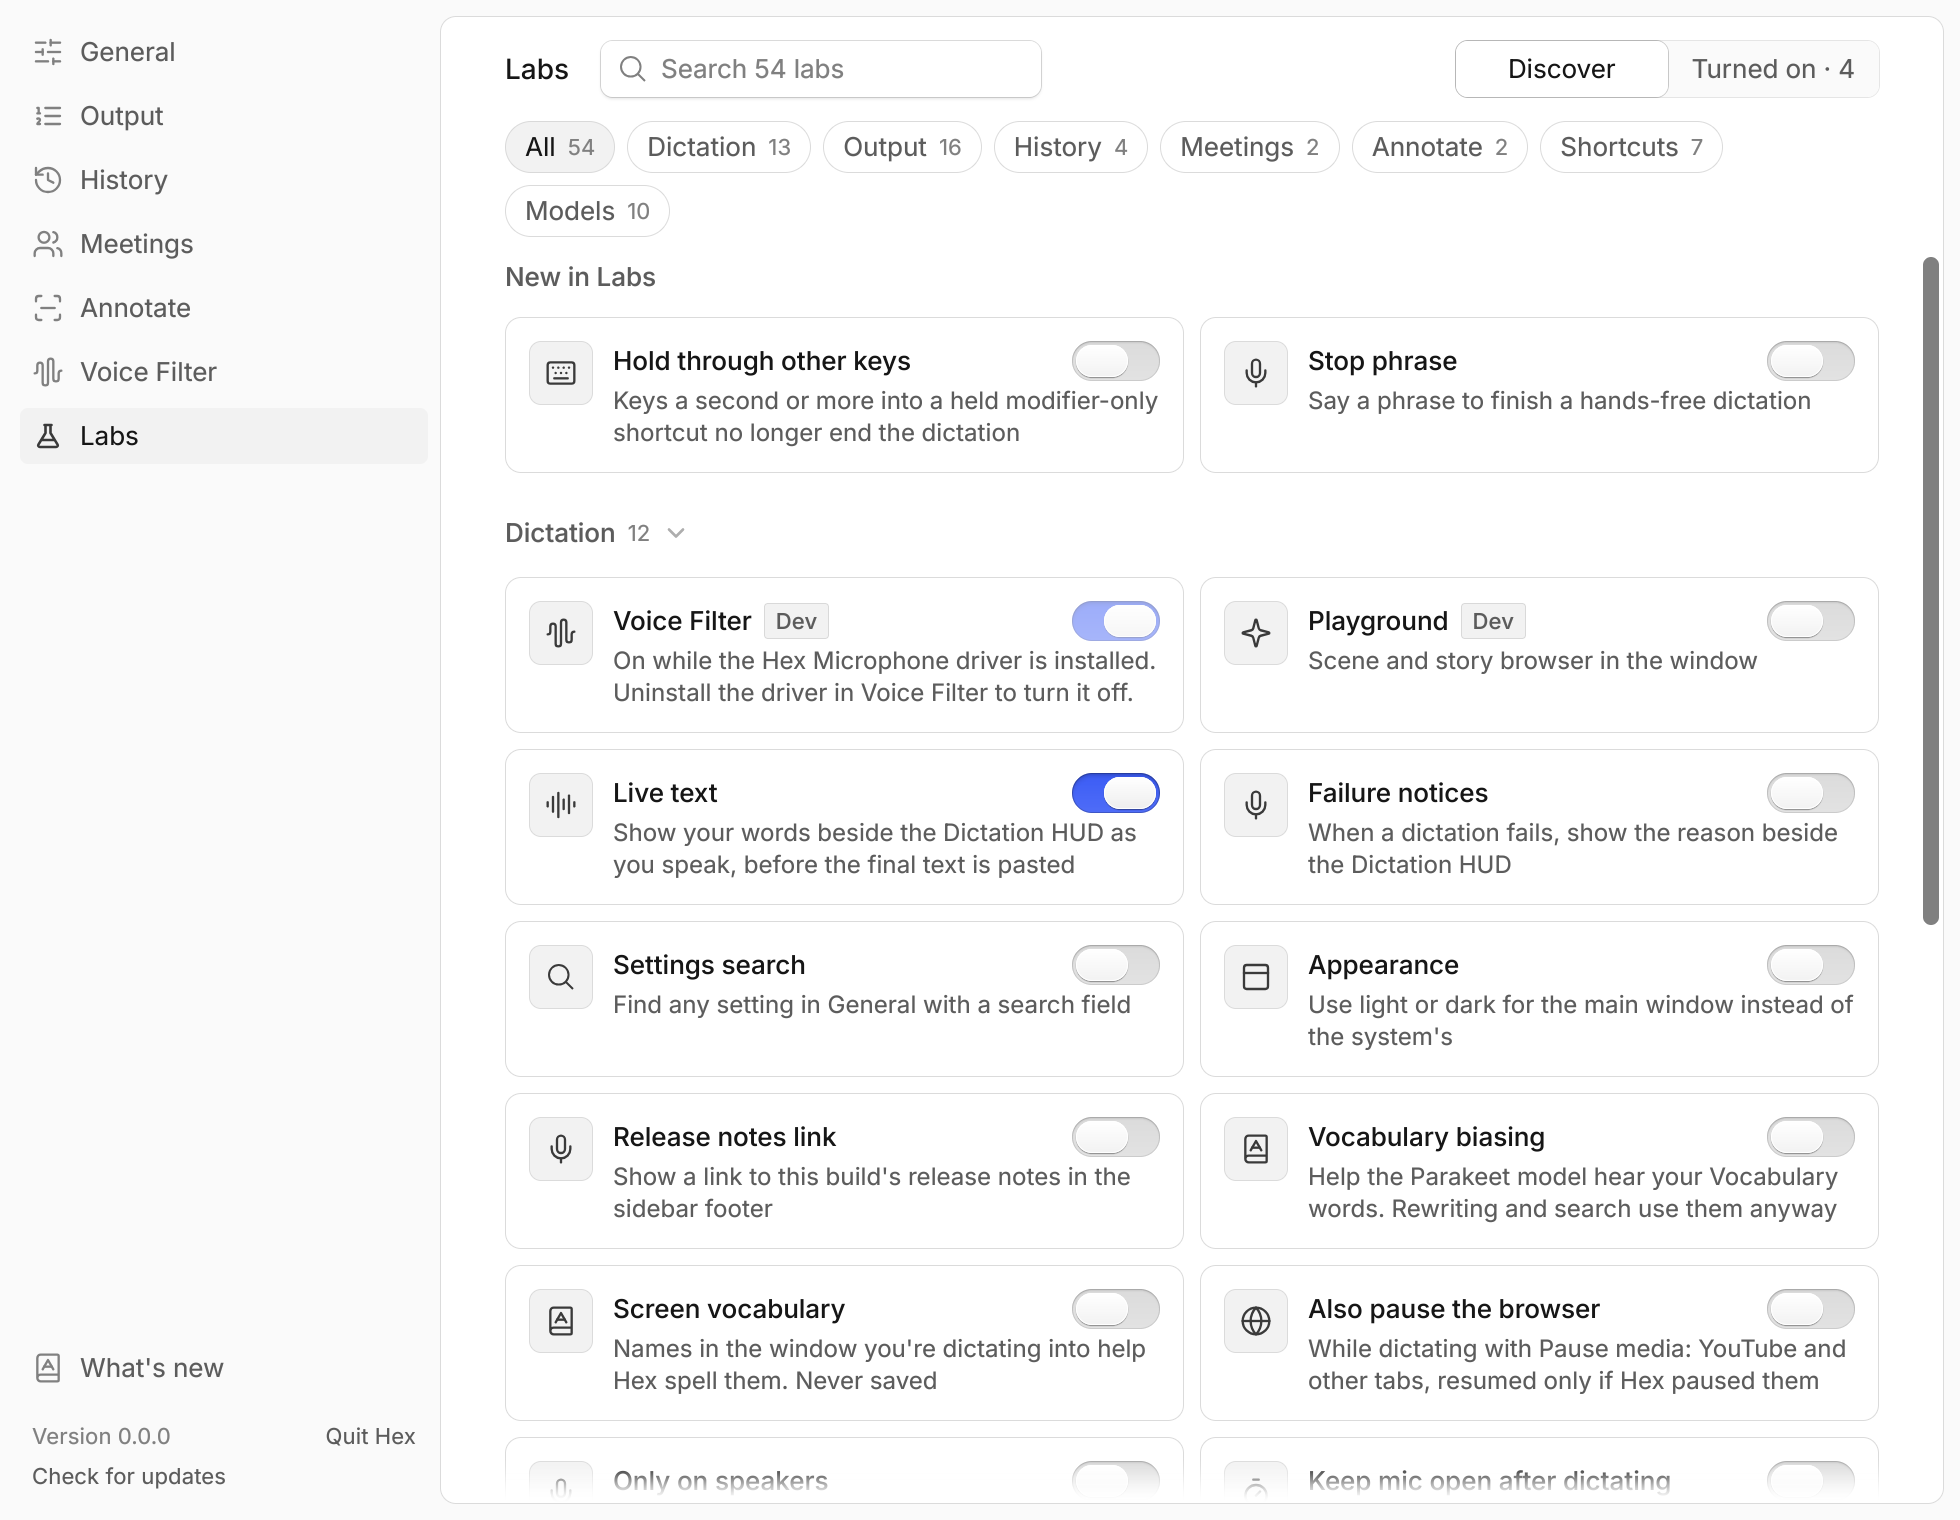 General
Output
History
Meetings
Annotate
Voice Filter
Labs
What's new
Version 0.0.0
Quit Hex
Check for updates
Labs
Search 54 labs
Discover
Turned on · 4
All 54
Dictation 13
Output 16
History 4
Meetings 2
Annotate 2
Shortcuts 7
Models 10
New in Labs
Hold through other keys
Keys a second or more into a held modifier-only
shortcut no longer end the dictation
Stop phrase
Say a phrase to finish a hands-free dictation
Dictation 12
Voice Filter Dev
On while the Hex Microphone driver is installed.
Uninstall the driver in Voice Filter to turn it off.
Playground Dev
Scene and story browser in the window
Live text
Show your words beside the Dictation HUD as
you speak, before the final text is pasted
Failure notices
When a dictation fails, show the reason beside
the Dictation HUD
Settings search
Find any setting in General with a search field
Appearance
Use light or dark for the main window instead of
the system's
Release notes link
Show a link to this build's release notes in the
sidebar footer
Vocabulary biasing
Help the Parakeet model hear your Vocabulary
words. Rewriting and search use them anyway
Screen vocabulary
Names in the window you're dictating into help
Hex spell them. Never saved
Also pause the browser
While dictating with Pause media: YouTube and
other tabs, resumed only if Hex paused them
Only on speakers
Keep mic open after dictating